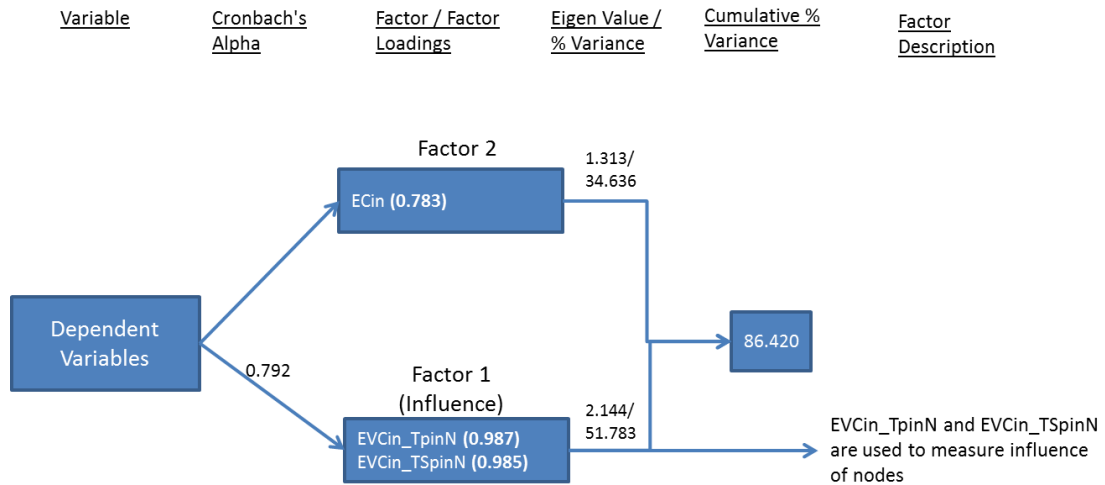 Variable
Cronbach's
Alpha
Factor / Factor
Loadings
Eigen Value /
% Variance
Cumulative %
Variance
Factor
Description
Factor 2
1.313/
34.636
ECin (0.783)
Dependent
Variables
86.420
0.792
Factor 1
(Influence)
2.144/
51.783
EVCin_TpinN (0.987)
EVCin_TSpinN (0.985)
EVCin_TpinN and EVCin_TSpinN
are used to measure influence
of nodes